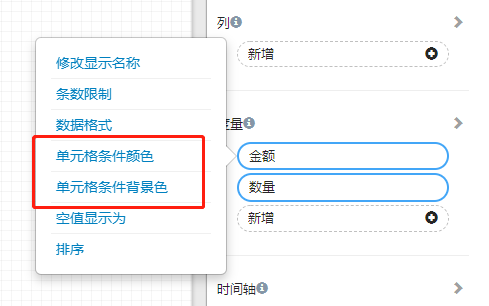 列
新增
修改显示名称
条数限制
数据格式
单元格条件颜色
单元格条件背景色
空值显示为
排序
度量
金额
数量
新增
时间轴